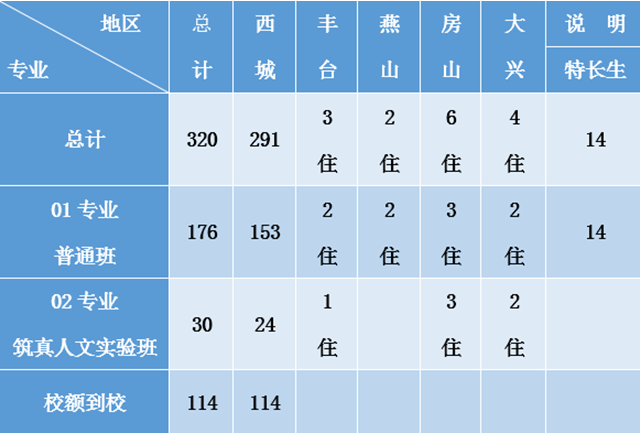 地区 总计 西城 丰台 燕山 房山 大兴 说 明
专业 特长生
总计 320 291 3住 2住 6住 4住 14
01 专业 普通班 176 153 2住 2住 3住 2住 14
02 专业 筑真人文实验班 30 24 1住 3住 2住
校额到校 114 114